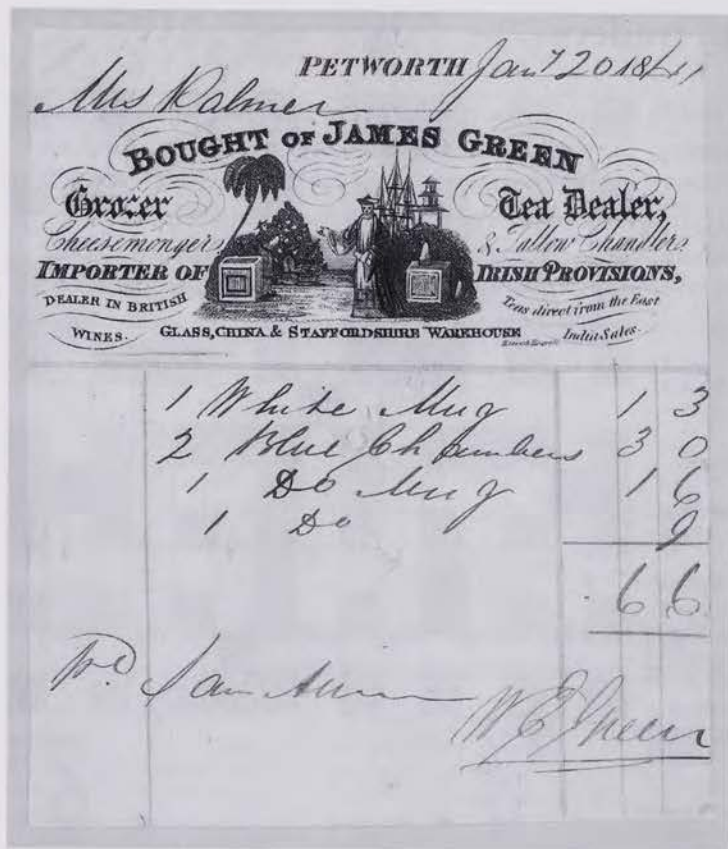 PETWORTH Jany 20 1841
Mrs Palmer
BOUGHT OF JAMES GREEN
Grocer Tea Dealer,
Cheesemonger & Tallow Chandler.
IMPORTER OF IRISH PROVISIONS,
DEALER IN BRITISH Teas direct from the East
WINES. GLASS, CHINA & STAFFORDSHIRE WAREHOUSE India Sales.
1 White Mug 1 3
2 Blue Chambers 3 0
1 Do Mug 1 6
1 Do 9
6 6
W E Green